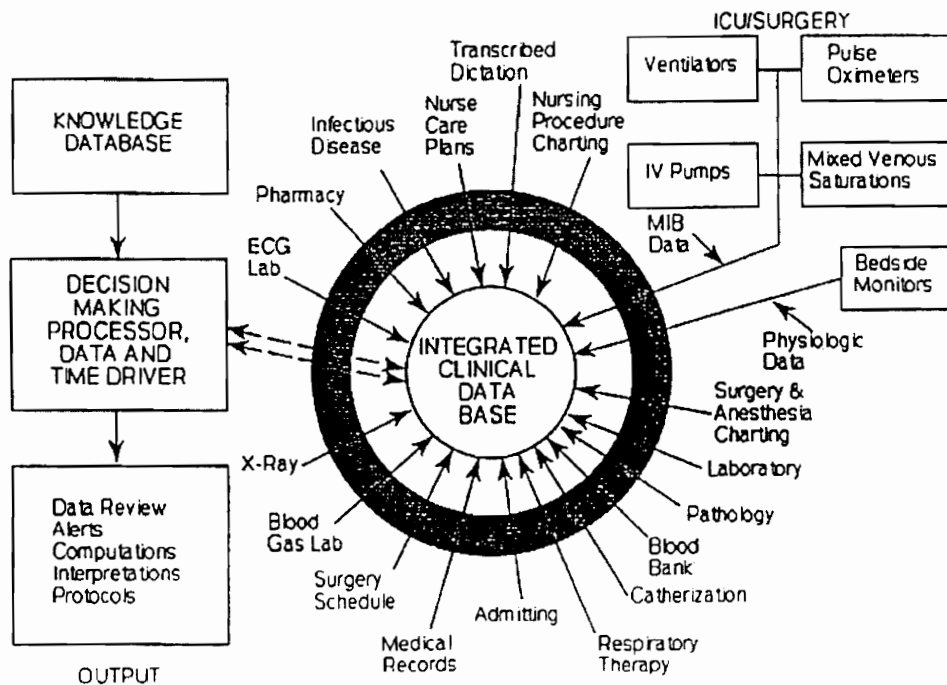 ICU/SURGERY
Transcribed
Dictation
Ventilators
Pulse
Oximeters
KNOWLEDGE
DATABASE
Infectious
Disease
Nurse
Care
Plans
Nursing
Procedure
Charting
IV Pumps
Mixed Venous
Saturations
Pharmacy
MIB
Data
ECG
Lab
Bedside
Monitors
DECISION
MAKING
PROCESSOR,
DATA AND
TIME DRIVER
INTEGRATED
CLINICAL
DATA
BASE
Physiologic
Data
Surgery &
Anesthesia
Charting
X-Ray
Laboratory
Data Review
Alerts
Computations
Interpretations
Protocols
Blood
Gas Lab
Pathology
Blood
Bank
Surgery
Schedule
Catherization
Admitting
Medical
Records
Respiratory
Therapy
OUTPUT